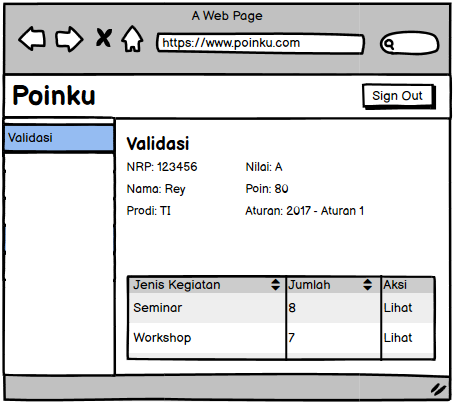 A Web Page
https://www.poinku.com
Poinku
Sign Out
Validasi
Validasi
NRP: 123456 Nilai: A
Nama: Rey Poin: 80
Prodi: TI Aturan: 2017 - Aturan 1
Jenis Kegiatan Jumlah Aksi
Seminar 8 Lihat
Workshop 7 Lihat